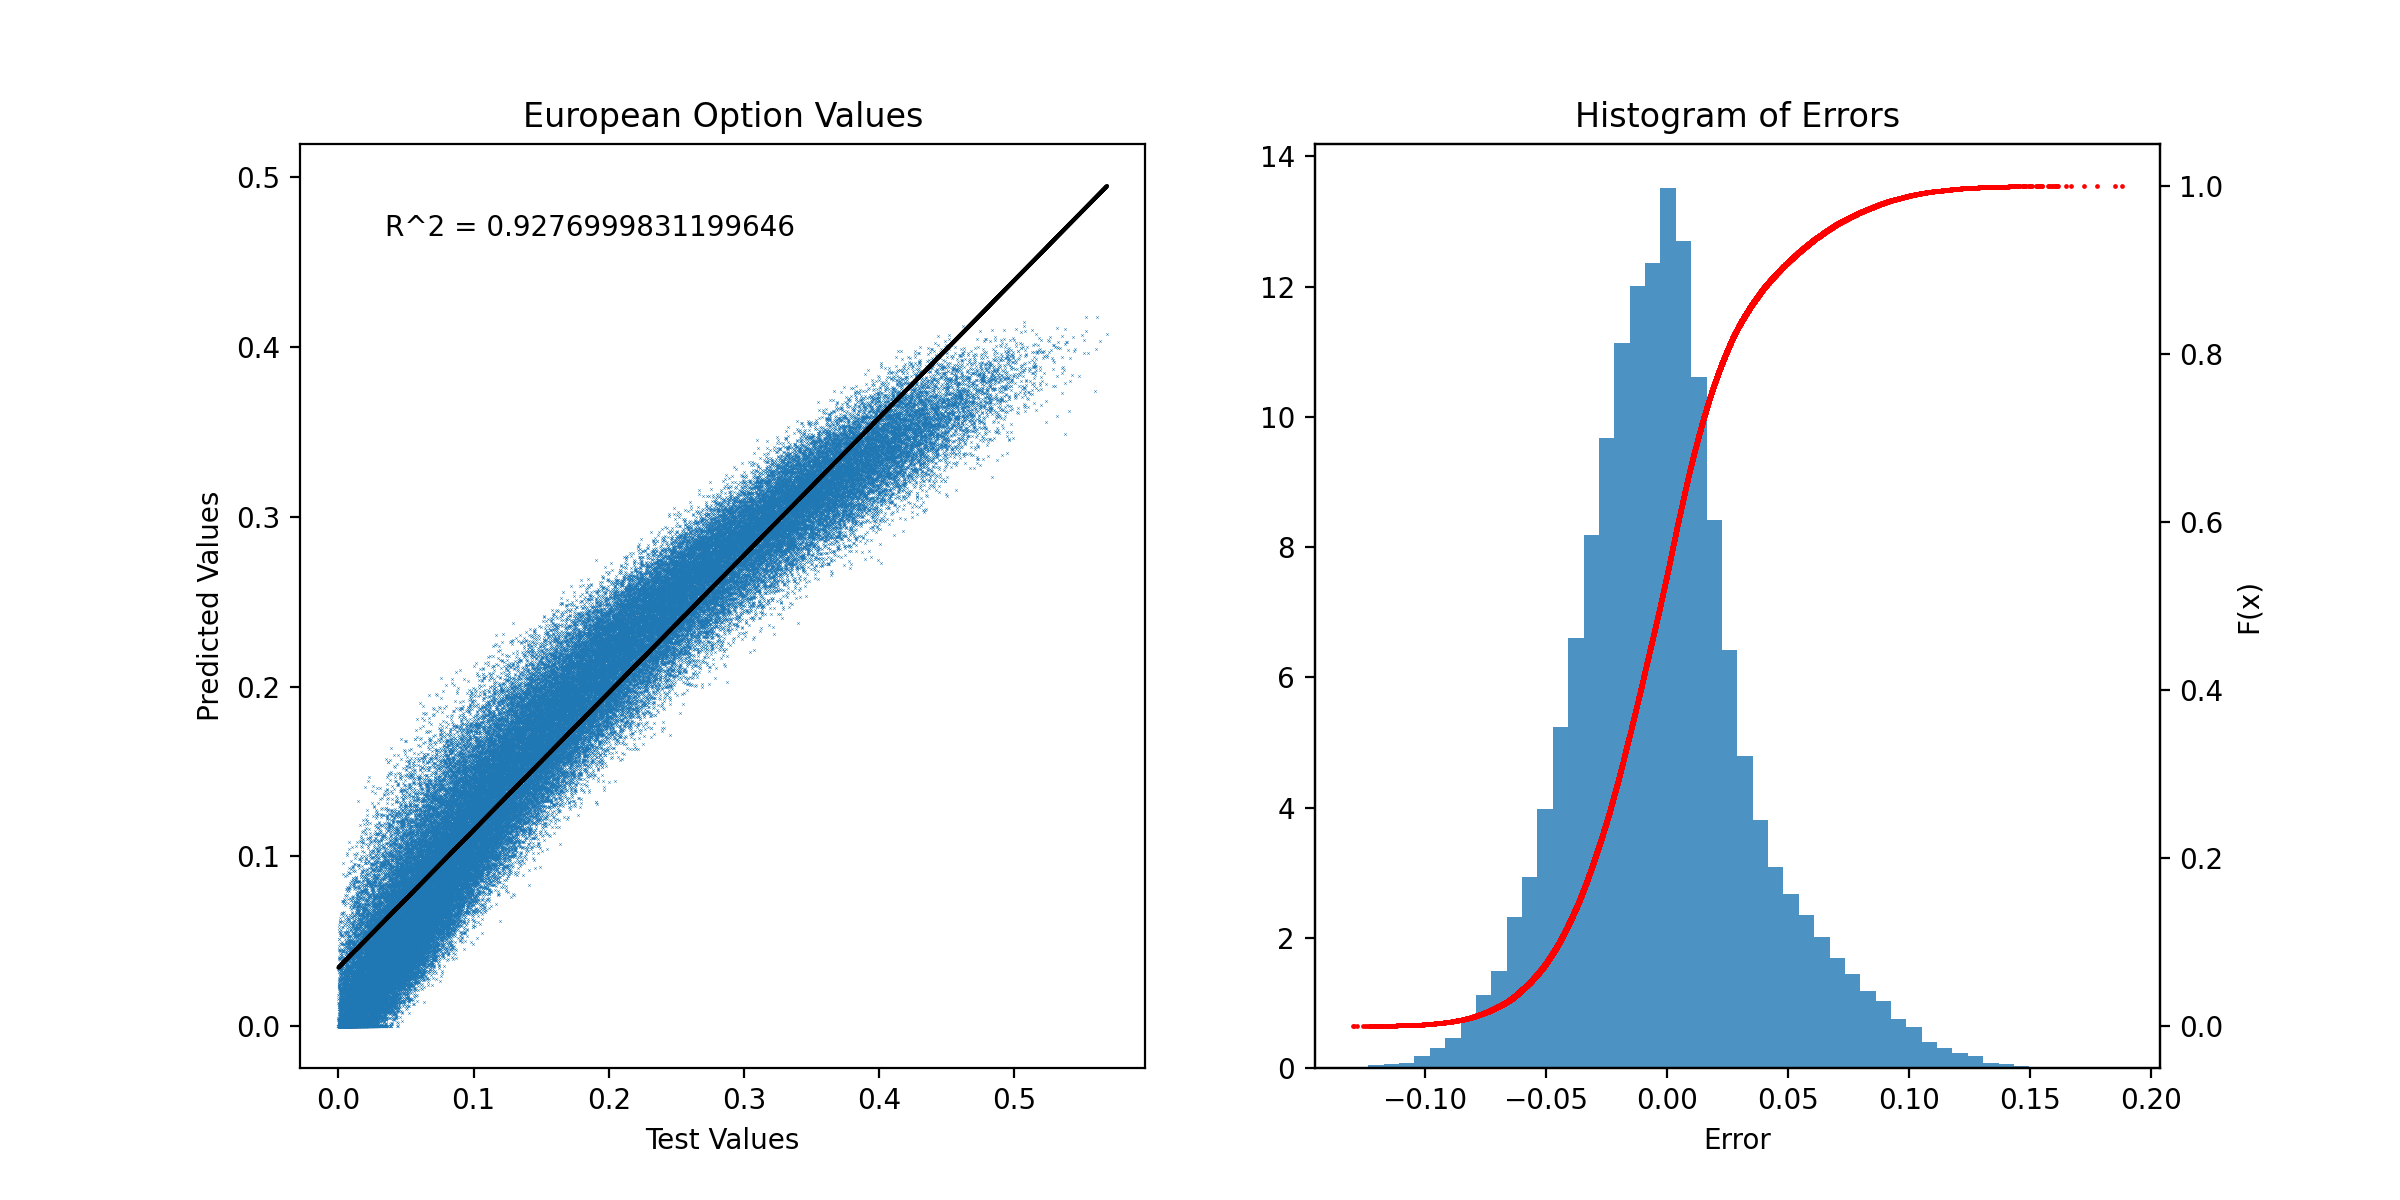 European Option Values
R^2 = 0.9276999831199646
0.5
0.4
0.3
0.2
0.1
0.0
Predicted Values
0.0 0.1 0.2 0.3 0.4 0.5
Test Values
Histogram of Errors
14
12
10
8
6
4
2
0
1.0
0.8
0.6
0.4
0.2
0.0
F(x)
−0.10 −0.05 0.00 0.05 0.10 0.15 0.20
Error